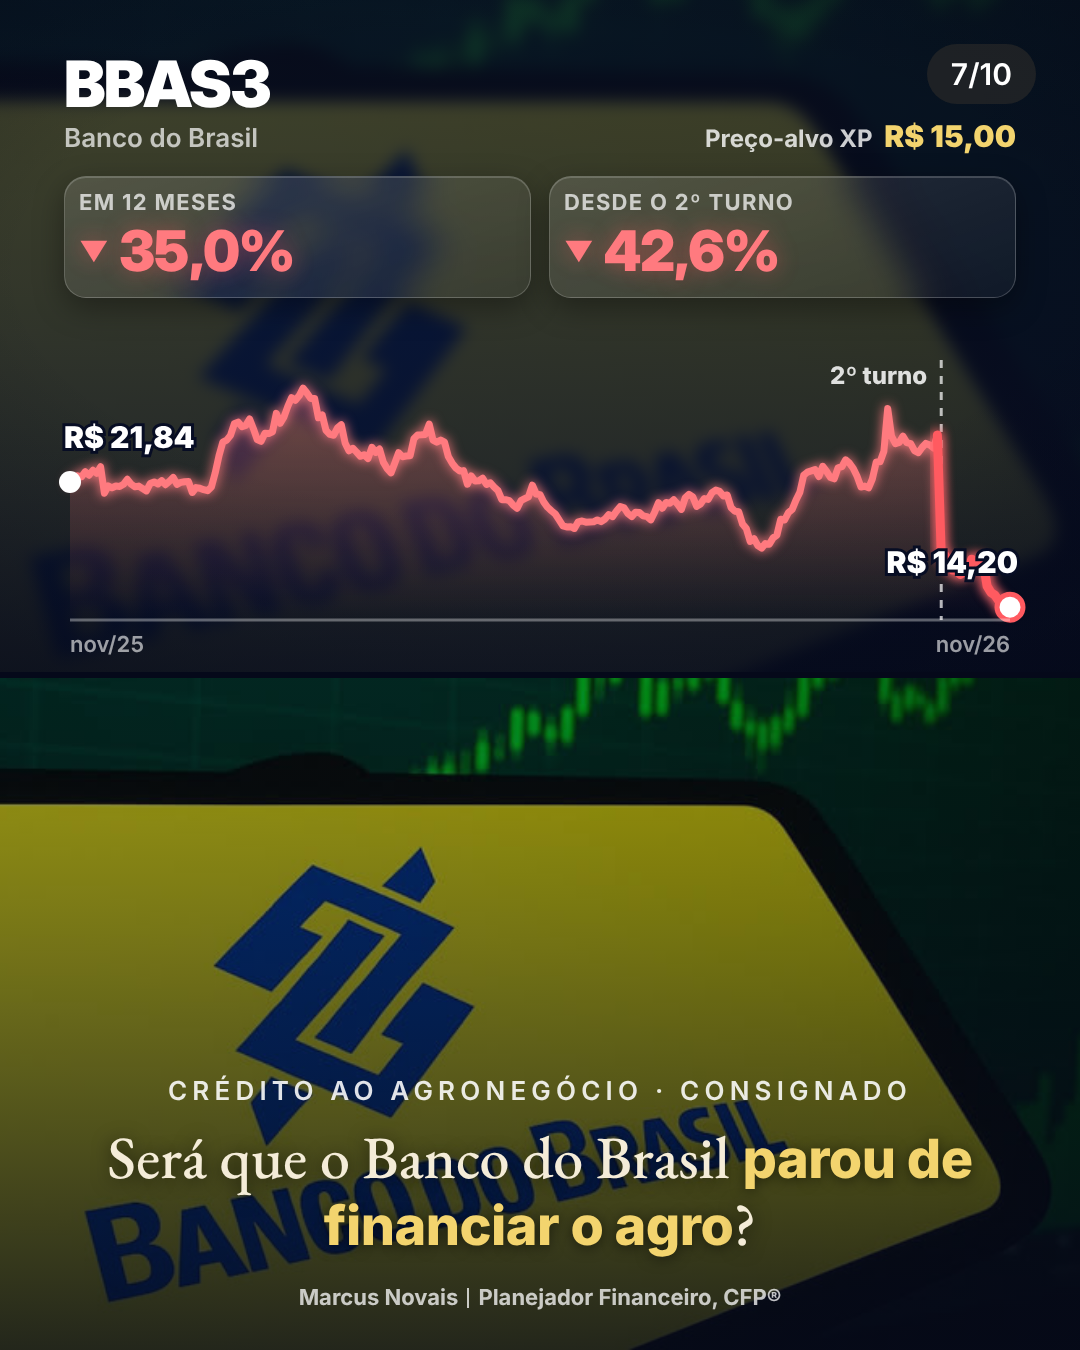 BBAS3
7/10
Banco do Brasil
Preço-alvo XP R$ 15,00
EM 12 MESES
▼ 35,0%
DESDE O 2º TURNO
▼ 42,6%
2º turno
R$ 21,84
R$ 14,20
nov/25
nov/26
CRÉDITO AO AGRONEGÓCIO · CONSIGNADO
Será que o Banco do Brasil parou de
financiar o agro?
BANCO DO BRASIL
Marcus Novais | Planejador Financeiro, CFP®